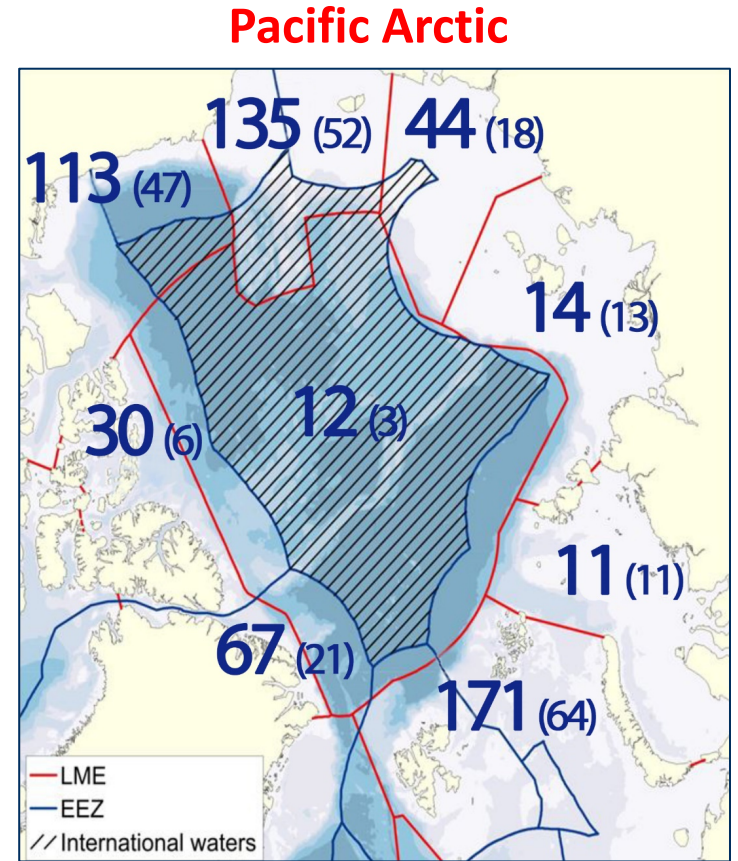 Pacific Arctic
135 (52)
44 (18)
113 (47)
14 (13)
12 (3)
30 (6)
11 (11)
67 (21)
171 (64)
LME
EEZ
International waters